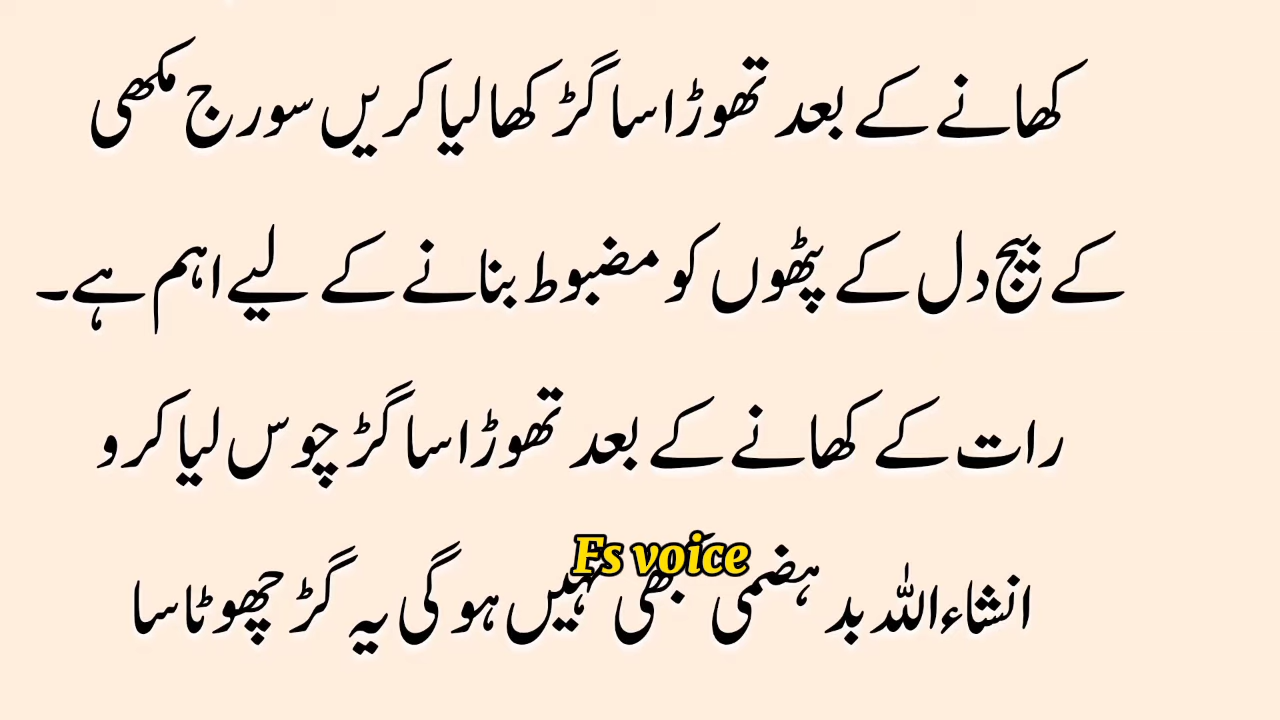 کھانے کے بعد تھوڑا سا گڑ کھا لیا کریں سورج مکھی
کے بیج دل کے پٹھوں کو مضبوط بنانے کے لیے اہم ہے۔
رات کے کھانے کے بعد تھوڑا سا گڑ چوس لیا کرو
Fs voice
انشاءاللہ بد ہضمی بھی نہیں ہو گی یہ گڑ چھوٹا سا